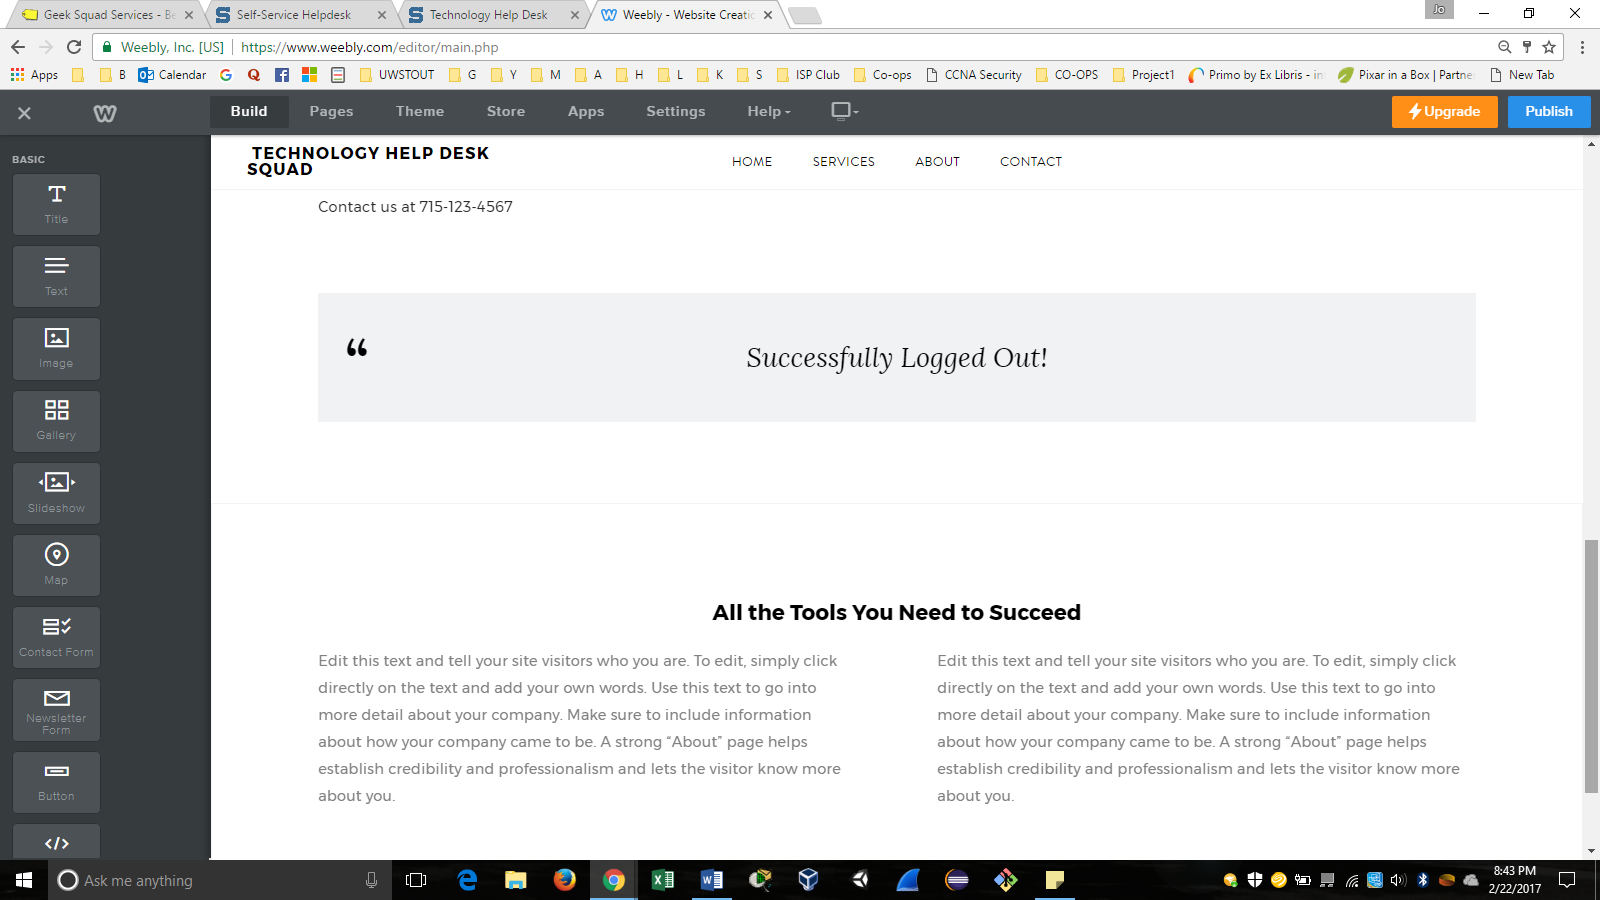 Geek Squad Services - Be
Self-Service Helpdesk
Technology Help Desk
Weebly - Website Creatio
Jo
Weebly, Inc. [US]
https://www.weebly.com/editor/main.php
Apps
B
Calendar
UWSTOUT
G
Y
M
A
H
L
K
S
ISP Club
Co-ops
CCNA Security
CO-OPS
Project1
Primo by Ex Libris - in
Pixar in a Box | Partne
New Tab
Build
Pages
Theme
Store
Apps
Settings
Help
Upgrade
Publish
BASIC
Title
Text
Image
Gallery
Slideshow
Map
Contact Form
Newsletter
Form
Button
TECHNOLOGY HELP DESK
SQUAD
HOME
SERVICES
ABOUT
CONTACT
Contact us at 715-123-4567
“
Successfully Logged Out!
All the Tools You Need to Succeed
Edit this text and tell your site visitors who you are. To edit, simply click
directly on the text and add your own words. Use this text to go into
more detail about your company. Make sure to include information
about how your company came to be. A strong “About” page helps
establish credibility and professionalism and lets the visitor know more
about you.
Edit this text and tell your site visitors who you are. To edit, simply click
directly on the text and add your own words. Use this text to go into
more detail about your company. Make sure to include information
about how your company came to be. A strong “About” page helps
establish credibility and professionalism and lets the visitor know more
about you.
Ask me anything
8:43 PM
2/22/2017